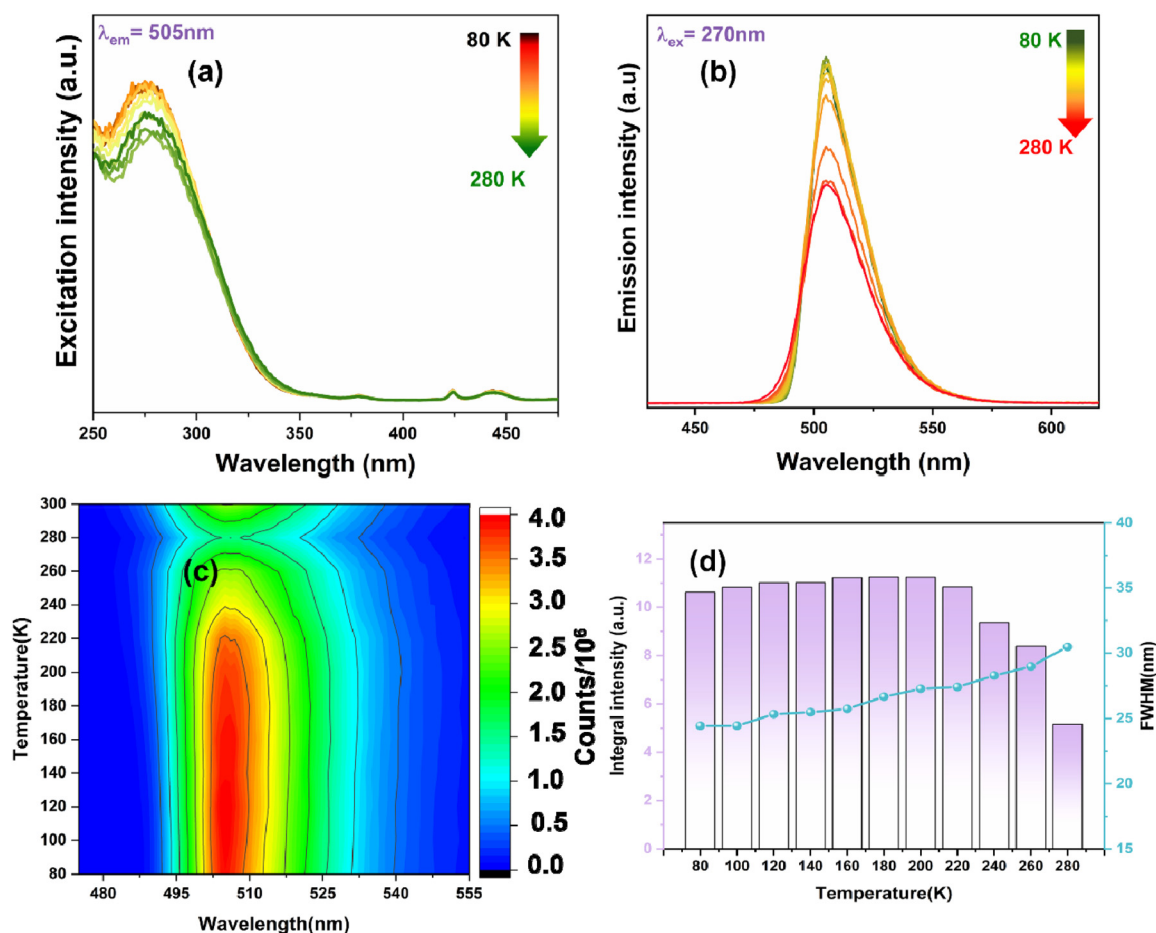 λem = 505nm
80 K
(a)
280 K
Excitation intensity (a.u.)
250 300 350 400 450
Wavelength (nm)
λex= 270nm
80 K
(b)
280 K
Emission intensity (a.u)
450 500 550 600
Wavelength (nm)
300
280
260
240
220
200
180
160
140
120
100
80
Temperature(K)
(c)
480 495 510 525 540 555
Wavelength(nm)
4.0
3.5
3.0
2.5
2.0
1.5
1.0
0.5
0.0
Counts/10⁶
(d)
12
10
8
6
4
2
0
Integral intensity (a.u.)
40
35
30
25
20
15
FWHM(nm)
80 100 120 140 160 180 200 220 240 260 280
Temperature(K)